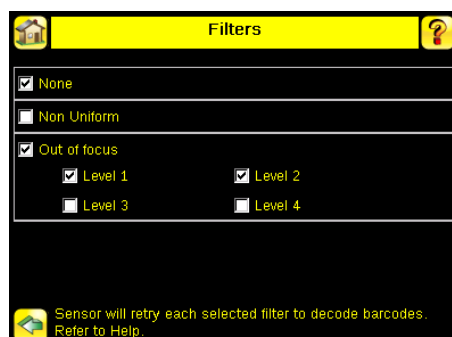 Filters
?
None
Non Uniform
Out of focus
Level 1 Level 2
Level 3 Level 4
Sensor will retry each selected filter to decode barcodes.
Refer to Help.